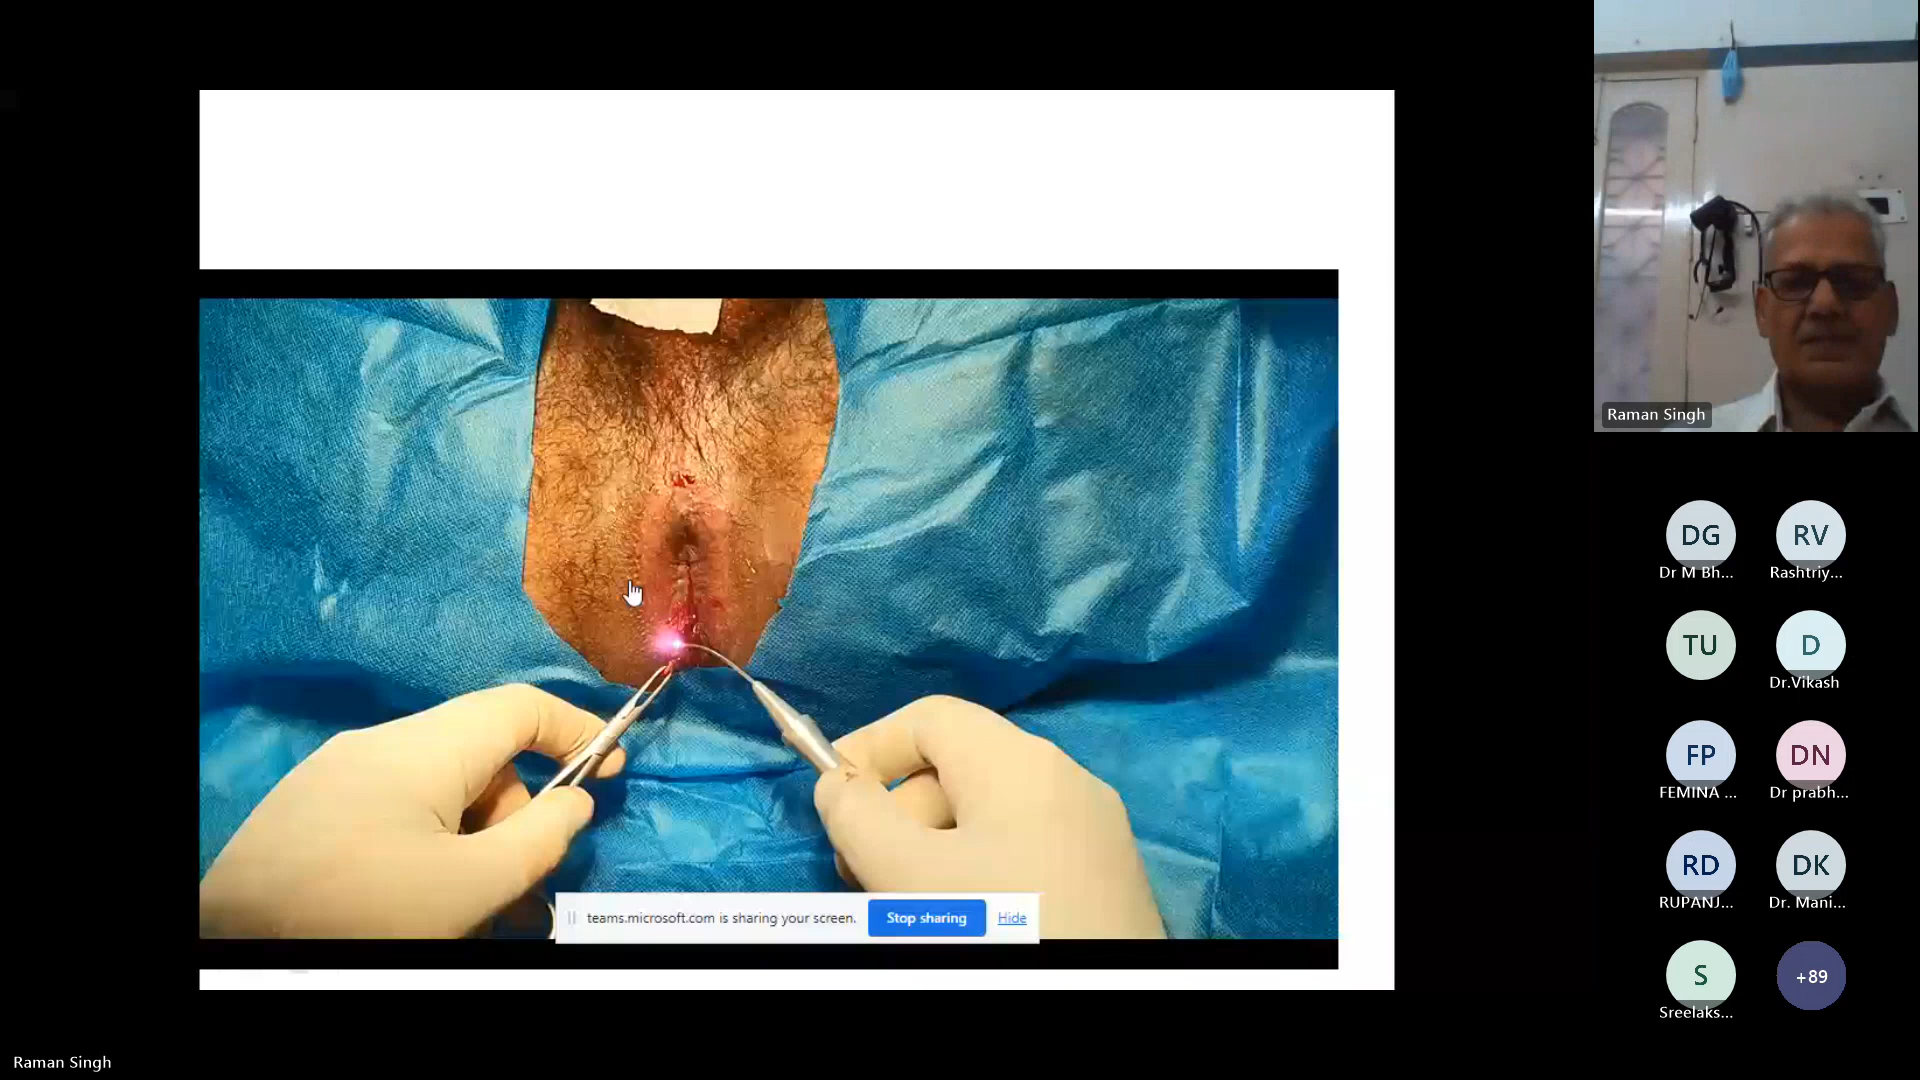 Raman Singh
DG
RV
Dr M Bh...
Rashtriy...
TU
D
Dr.Vikash
FP
DN
FEMINA ...
Dr prabh...
RD
DK
RUPANJ...
Dr. Mani...
S
+89
Sreelaks...
teams.microsoft.com is sharing your screen.
Stop sharing
Hide
Raman Singh